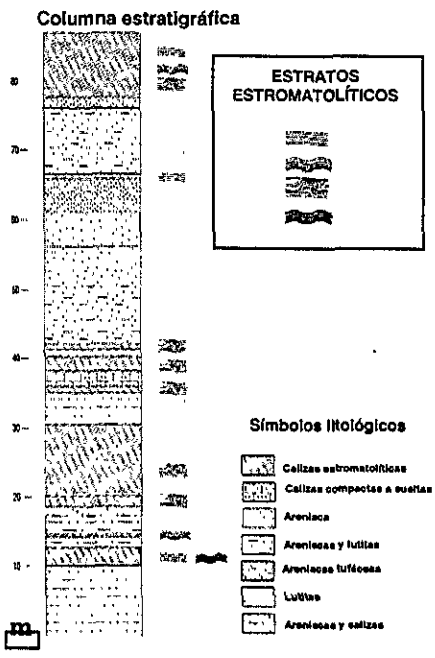 Columna estratigráfica
ESTRATOS
ESTROMATOLÍTICOS
80
70
60
50
40
30
20
10
m
Símbolos litológicos
Calizas estromatolíticas
Calizas compactas a sueltas
Arenisca
Areniscas y lutitas
Areniscas tufáceas
Lutitas
Areniscas y calizas